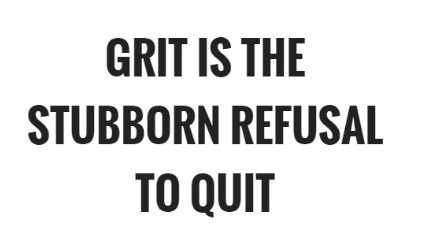 GRIT IS THE
STUBBORN REFUSAL
TO QUIT